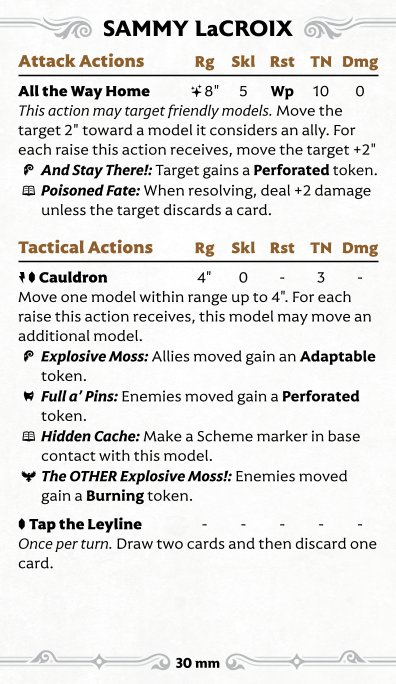 SAMMY LaCROIX
Attack Actions Rg Skl Rst TN Dmg
All the Way Home 8" 5 Wp 10 0
This action may target friendly models. Move the
target 2" toward a model it considers an ally. For
each raise this action receives, move the target +2"
And Stay There!: Target gains a Perforated token.
Poisoned Fate: When resolving, deal +2 damage
unless the target discards a card.
Tactical Actions Rg Skl Rst TN Dmg
Cauldron 4" 0 - 3 -
Move one model within range up to 4". For each
raise this action receives, this model may move an
additional model.
Explosive Moss: Allies moved gain an Adaptable
token.
Full a' Pins: Enemies moved gain a Perforated
token.
Hidden Cache: Make a Scheme marker in base
contact with this model.
The OTHER Explosive Moss!: Enemies moved
gain a Burning token.
Tap the Leyline - - - - -
Once per turn. Draw two cards and then discard one
card.
30 mm